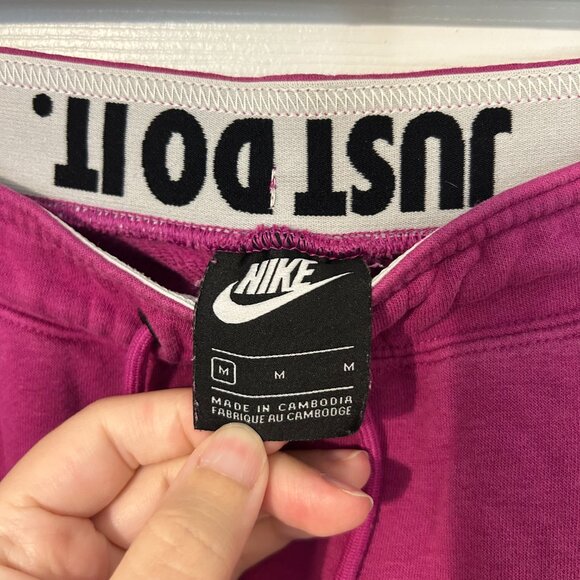 JUST DO IT.
NIKE
M M M
MADE IN CAMBODIA
FABRIQUE AU CAMBODGE